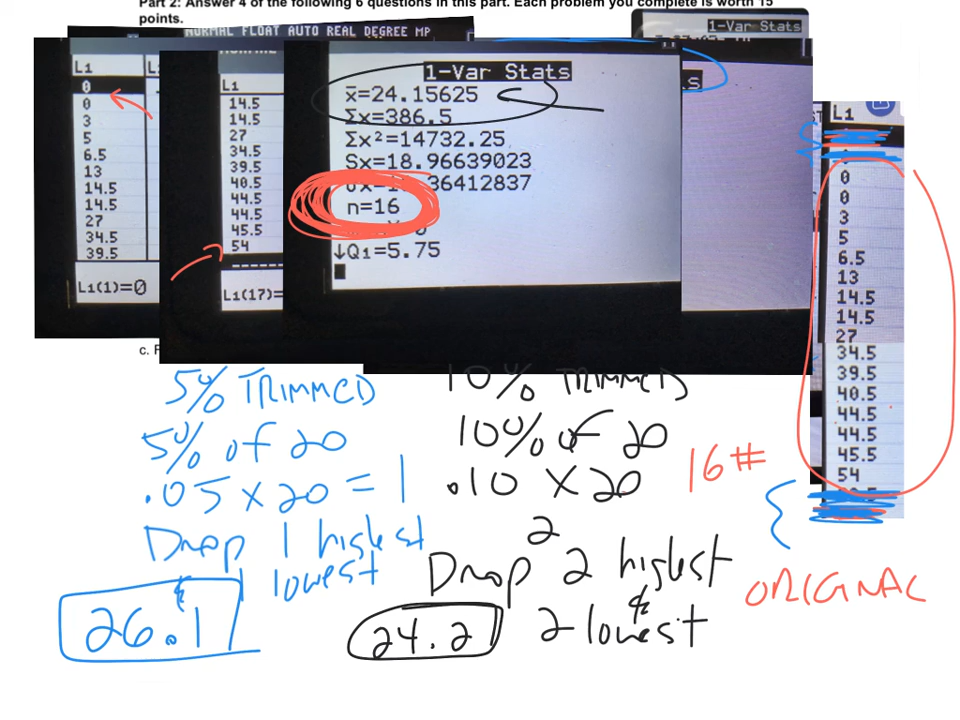 Part 2: Answer 4 of the following 6 questions in this part. Each problem you complete is worth 15
points.
NORMAL FLOAT AUTO REAL DEGREE MP
1-Var Stats
L1
0
0
3
5
6.5
13
14.5
14.5
27
34.5
39.5
L1(1)=0
L1
14.5
14.5
27
34.5
39.5
40.5
44.5
44.5
45.5
54
L1(17)=
1-Var Stats
x̄=24.15625
Σx=386.5
Σx²=14732.25
Sx=18.96639023
36412837
n=16
↓Q1=5.75
L1
0
0
3
5
6.5
13
14.5
14.5
27
34.5
39.5
40.5
44.5
44.5
45.5
54
c.
5% TRIMMED
5% of 20
.05 x 20 = 1
Drop 1 highest
& 1 lowest
26.1
10% TRIMMED
10% of 20
.10 x 20
2
Drop 2 highest
&
2 lowest
24.2
16#
ORIGINAL